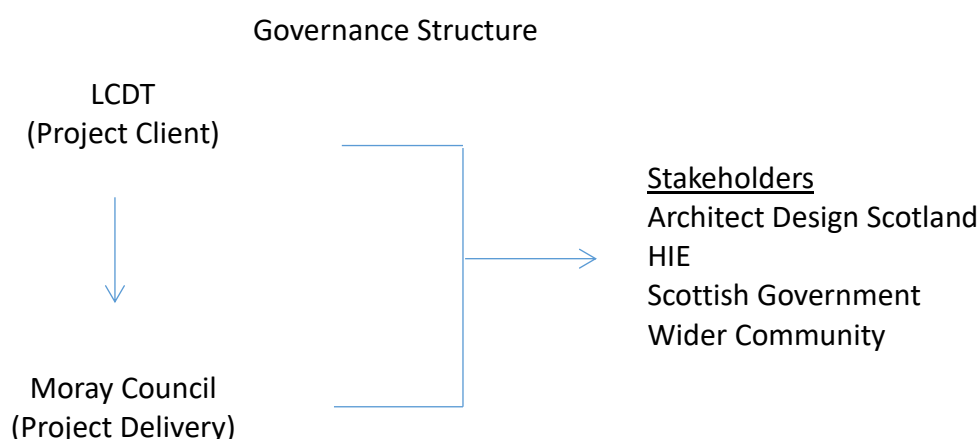 Governance Structure
LCDT
(Project Client)
Stakeholders
Architect Design Scotland
HIE
Scottish Government
Wider Community
Moray Council
(Project Delivery)